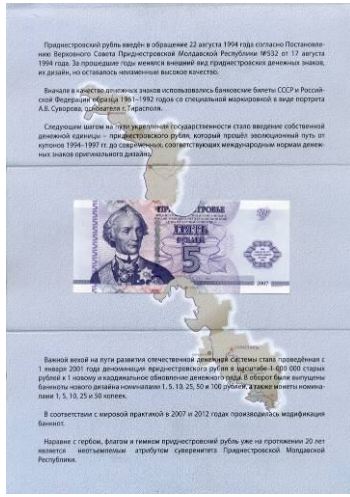 Приднестровский рубль введён в обращение 22 августа 1994 года согласно Постановле-
нию Верховного Совета Приднестровской Молдавской Республики №532 от 17 августа
1994 года. За прошедшие годы менялся внешний вид приднестровских денежных знаков,
их дизайн, но оставалось неизменным высокое качество.
Вначале в качестве денежных знаков использовались банковские билеты СССР и Россий-
ской Федерации образца 1961–1992 годов со специальной маркировкой в виде портрета
А.В. Суворова, основателя г. Тирасполя.
Следующим шагом на пути укрепления государственности стало введение собственной
денежной единицы – приднестровского рубля, который прошёл эволюционный путь от
купонов 1994–1997 гг. до современных, соответствующих международным нормам денеж-
ных знаков оригинального дизайна.
ПЯТЬ
РУБЛЕЙ
5
2007
Важной вехой на пути развития отечественной денежной системы стала проведённая с
1 января 2001 года деноминация приднестровского рубля в масштабе 1 000 000 старых
рублей к 1 новому и кардинальное обновление денежного ряда. В оборот были выпущены
банкноты нового дизайна номиналами 1, 5, 10, 25, 50 и 100 рублей, а также монеты номина-
лами 1, 5, 10, 25 и 50 копеек.
В соответствии с мировой практикой в 2007 и 2012 годах производилась модификация
банкнот.
Наравне с гербом, флагом и гимном приднестровский рубль уже на протяжении 20 лет
является неотъемлемым атрибутом суверенитета Приднестровской Молдавской
Республики.